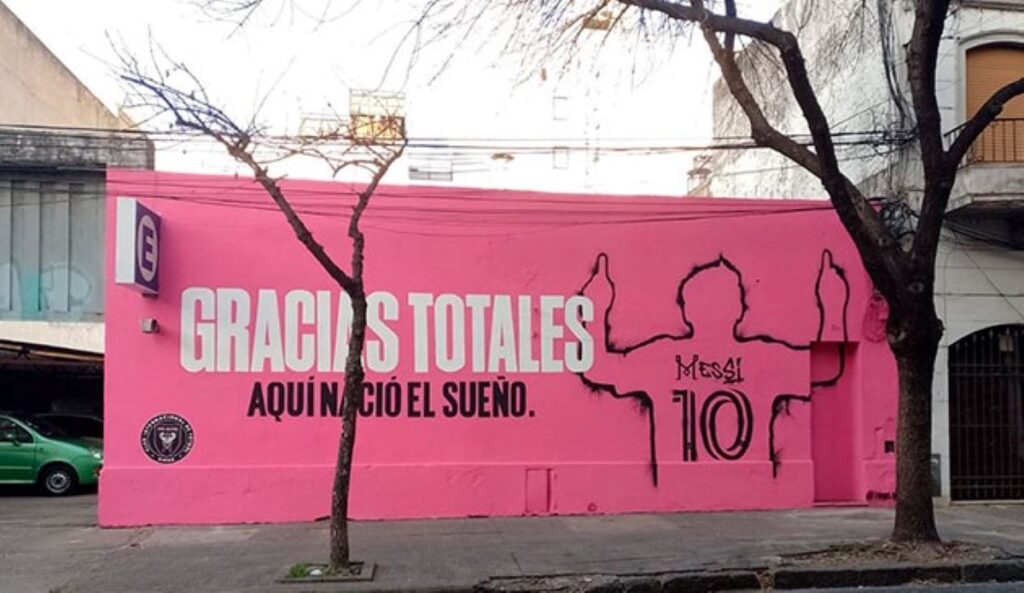 E
GRACIAS TOTALES
AQUÍ NACIÓ EL SUEÑO.
MESSI
10